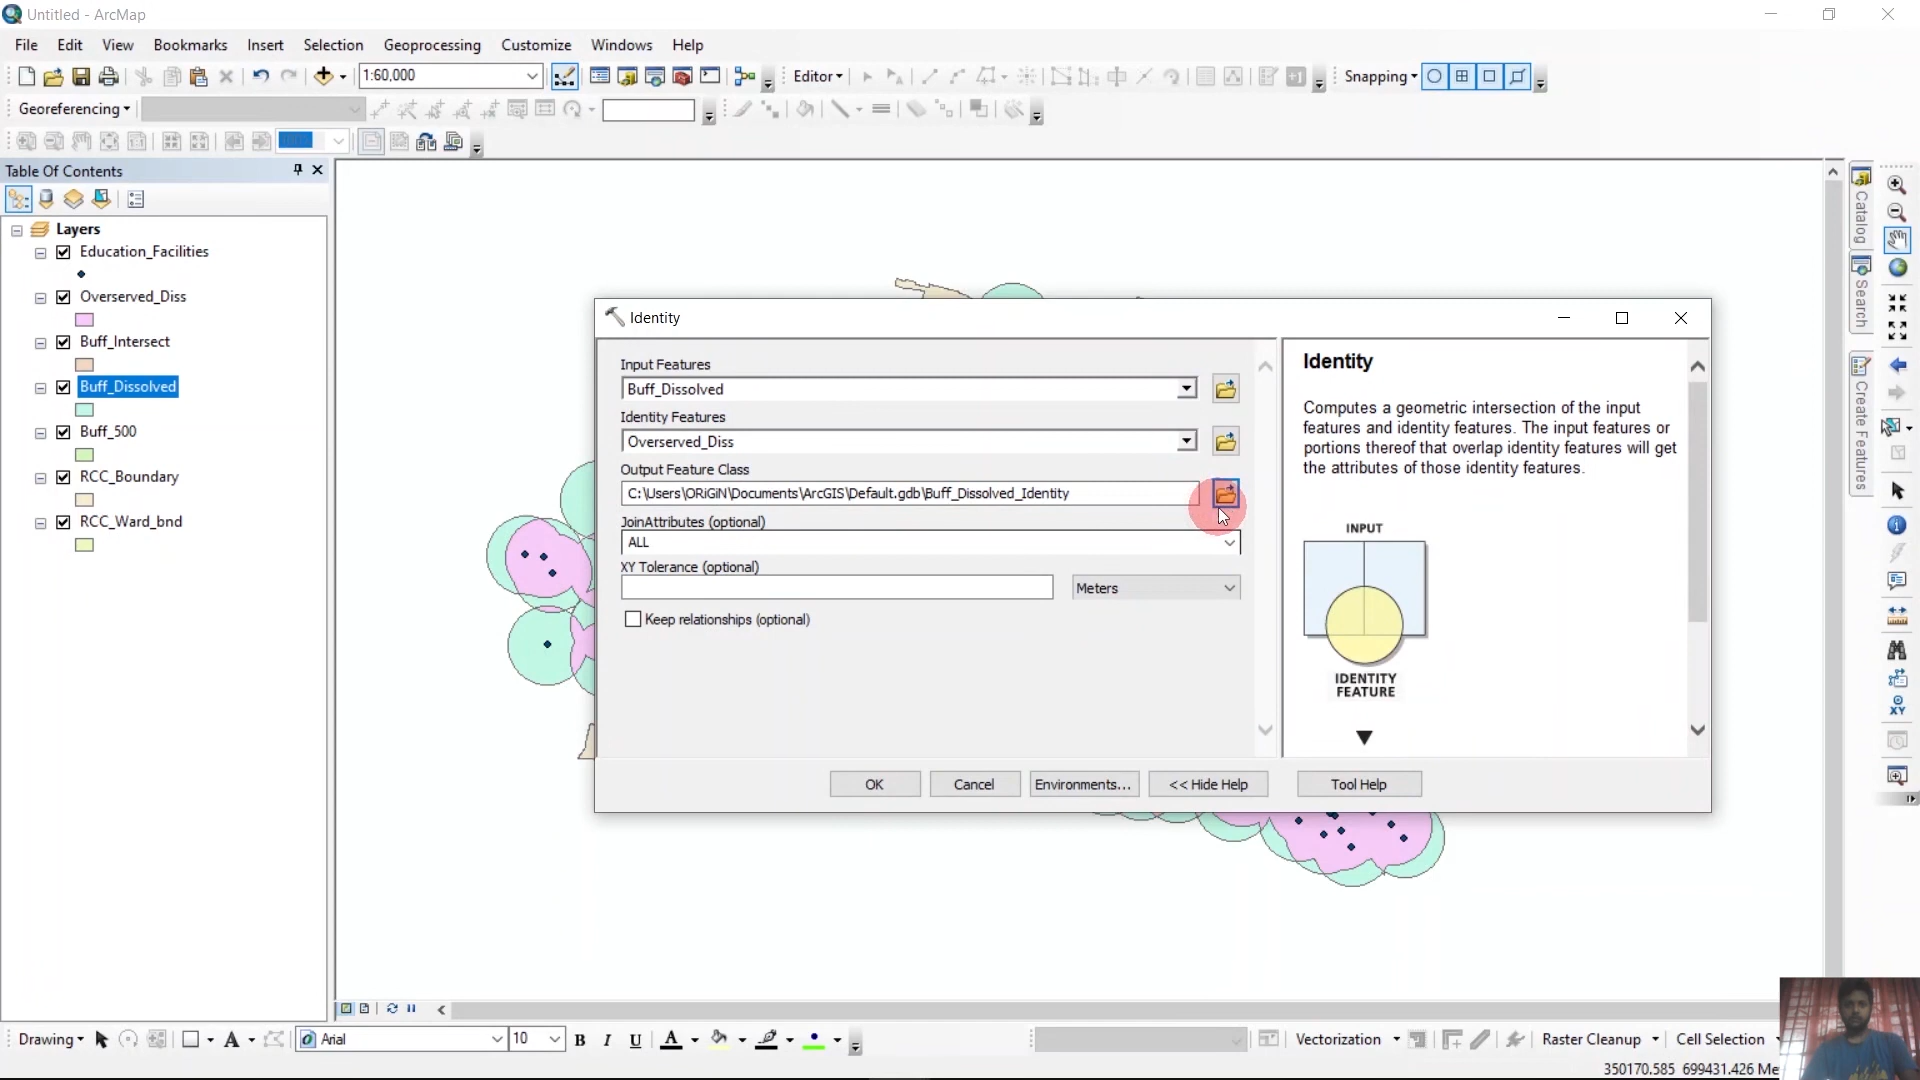 Untitled - ArcMap
File Edit View Bookmarks Insert Selection Geoprocessing Customize Windows Help
1:60,000 Editor Snapping
Georeferencing
Table Of Contents
Layers
Education_Facilities
Overserved_Diss
Buff_Intersect
Buff_Dissolved
Buff_500
RCC_Boundary
RCC_Ward_bnd
Identity
Input Features
Buff_Dissolved
Identity Features
Overserved_Diss
Output Feature Class
C:\Users\ORiGiN\Documents\ArcGIS\Default.gdb\Buff_Dissolved_Identity
JoinAttributes (optional)
ALL
XY Tolerance (optional)
Meters
Keep relationships (optional)
OK Cancel Environments... << Hide Help Tool Help
Identity
Computes a geometric intersection of the input
features and identity features. The input features or
portions thereof that overlap identity features will get
the attributes of those identity features.
INPUT
IDENTITY
FEATURE
Catalog
Search
Create Features
XY
Drawing A Arial 10 B I U A Vectorization Raster Cleanup Cell Selection
350170.585 699431.426 Me